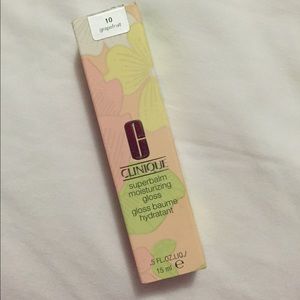 10
grapefruit
C
CLINIQUE
superbalm
moisturizing
gloss
gloss baume
hydratant
.5 FL.OZ.LIQ./
15 ml e